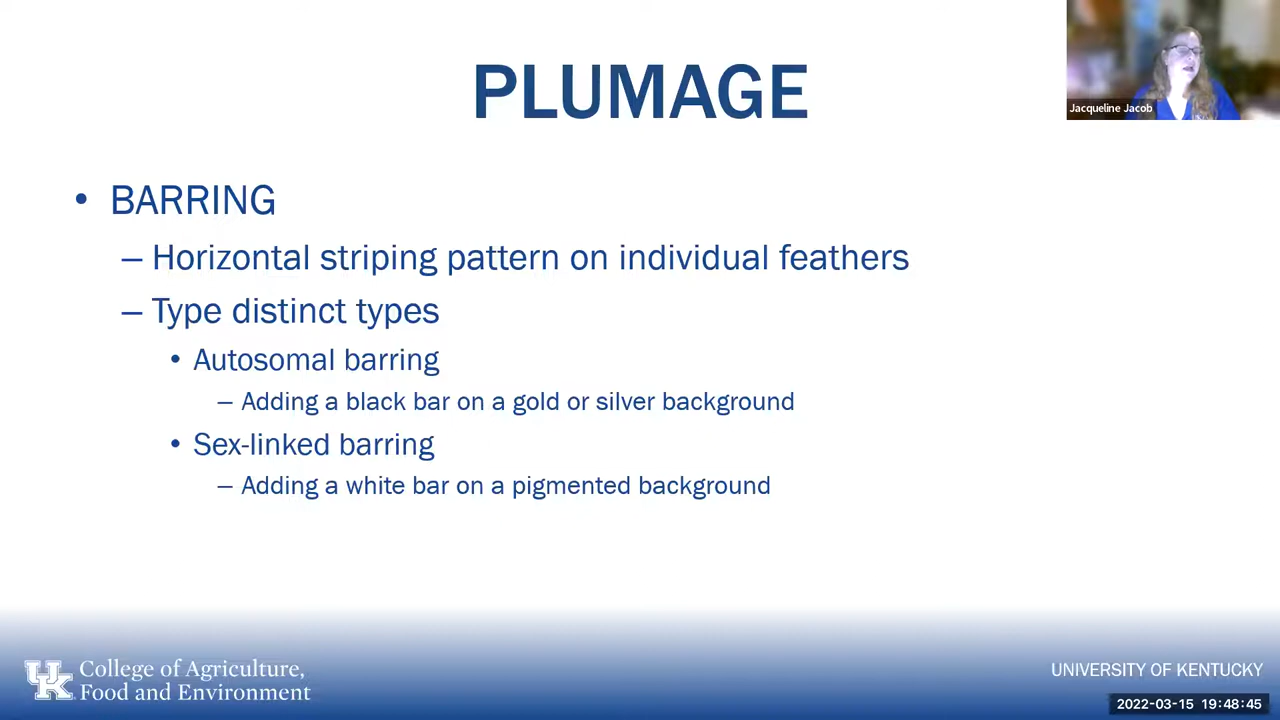 PLUMAGE
Jacqueline Jacob
• BARRING
– Horizontal striping pattern on individual feathers
– Type distinct types
• Autosomal barring
– Adding a black bar on a gold or silver background
• Sex-linked barring
– Adding a white bar on a pigmented background
UK
College of Agriculture,
Food and Environment
UNIVERSITY OF KENTUCKY
2022-03-15 19:48:45